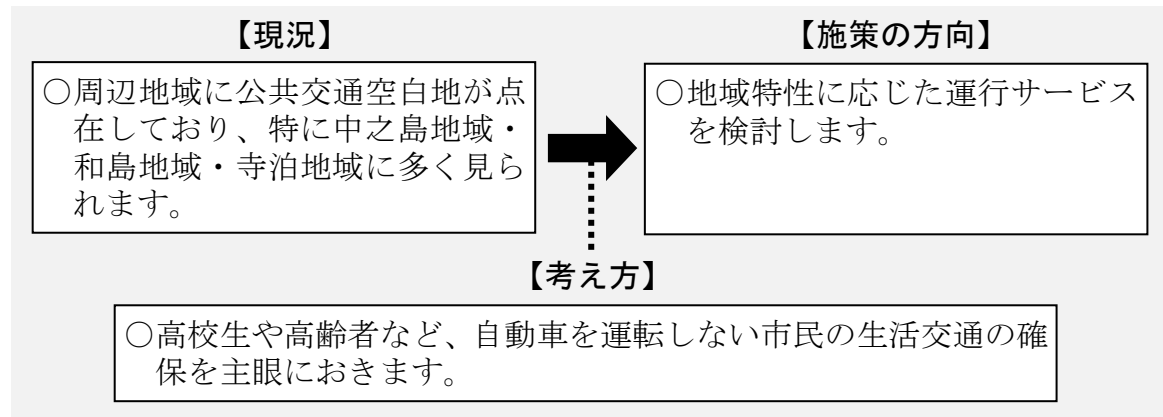 【現況】
○周辺地域に公共交通空白地が点
在しており、特に中之島地域・
和島地域・寺泊地域に多く見ら
れます。
【施策の方向】
○地域特性に応じた運行サービス
を検討します。
【考え方】
○高校生や高齢者など、自動車を運転しない市民の生活交通の確
保を主眼におきます。